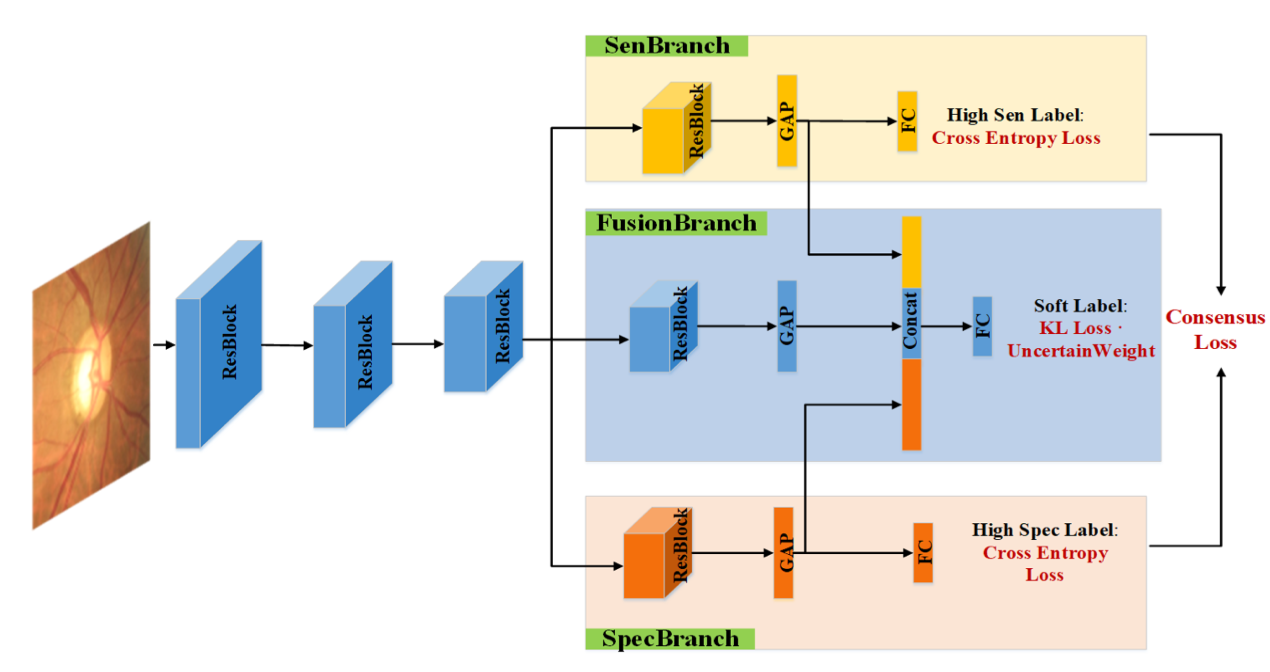 SenBranch
ResBlock
GAP
FC
High Sen Label:
Cross Entropy Loss
ResBlock
ResBlock
ResBlock
FusionBranch
ResBlock
GAP
Concat
FC
Soft Label:
KL Loss ·
UncertainWeight
Consensus
Loss
ResBlock
GAP
FC
High Spec Label:
Cross Entropy
Loss
SpecBranch